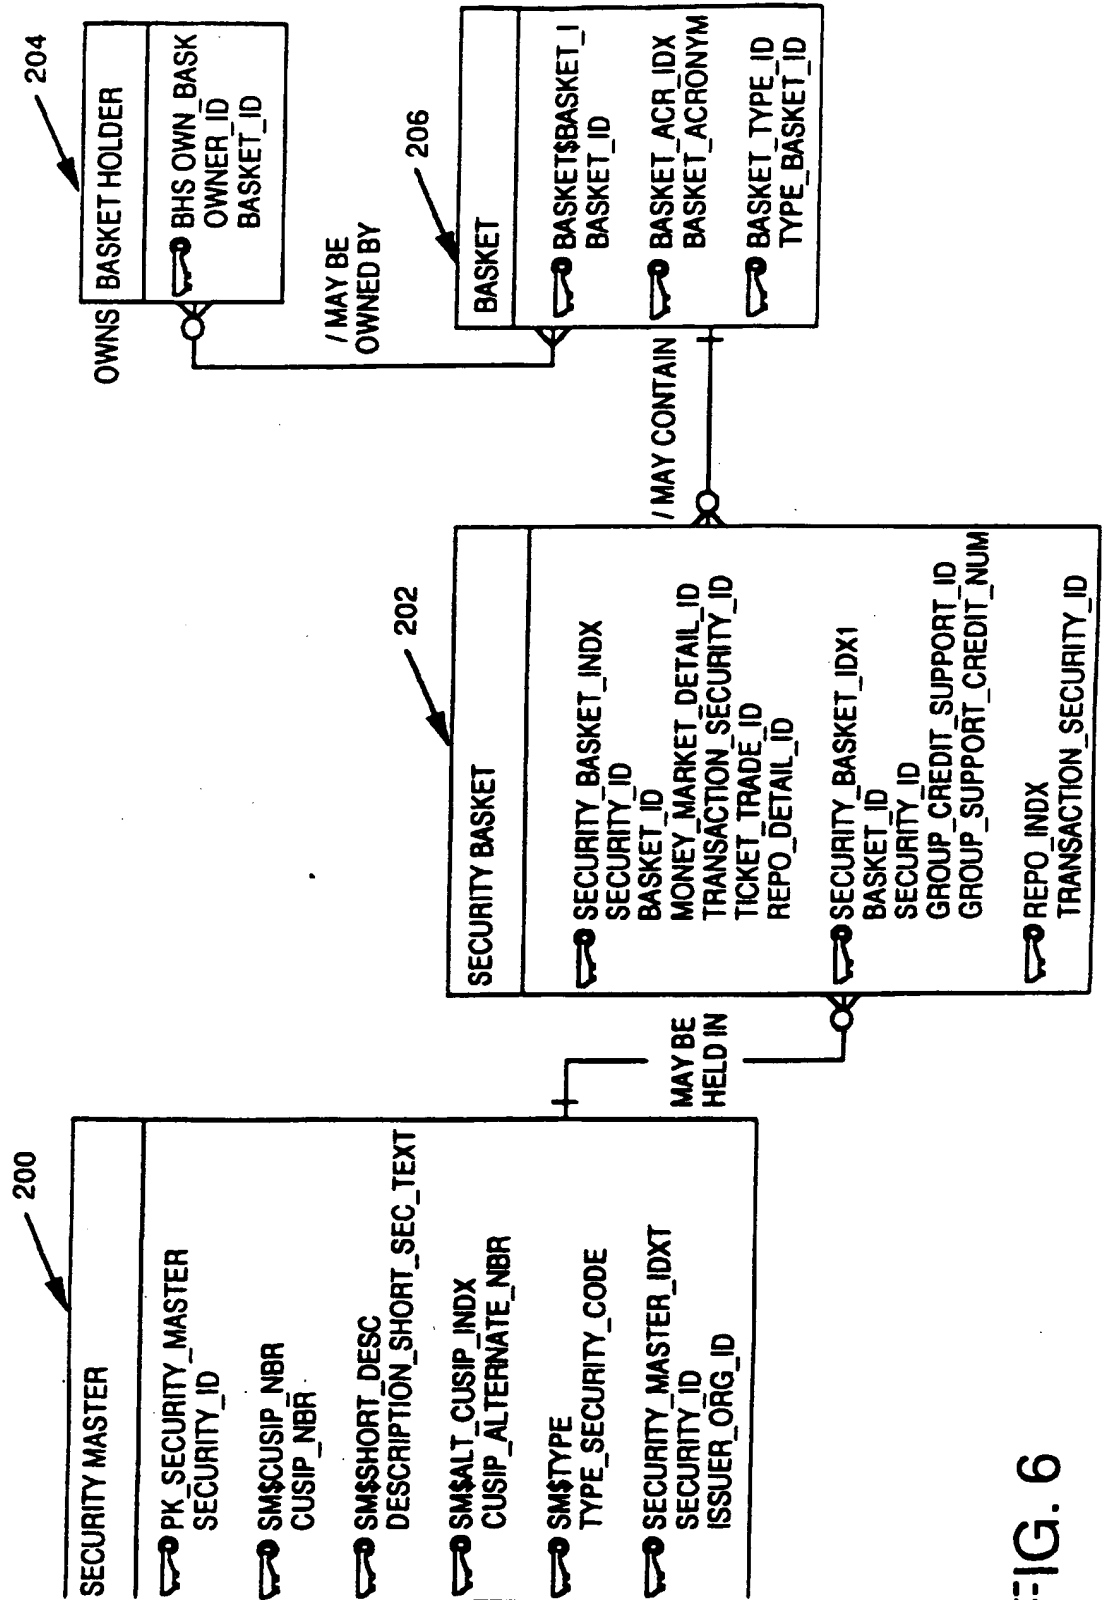 200
SECURITY MASTER
PK_SECURITY_MASTER
SECURITY_ID
SM$CUSIP_NBR
CUSIP_NBR
SM$SHORT_DESC
DESCRIPTION_SHORT_SEC_TEXT
SM$ALT_CUSIP_INDX
CUSIP_ALTERNATE_NBR
SM$TYPE
TYPE_SECURITY_CODE
SECURITY_MASTER_IDXT
SECURITY_ID
ISSUER_ORG_ID
MAY BE
HELD IN
202
SECURITY BASKET
SECURITY_BASKET_INDX
SECURITY_ID
BASKET_ID
MONEY_MARKET_DETAIL_ID
TRANSACTION_SECURITY_ID
TICKET_TRADE_ID
REPO_DETAIL_ID
SECURITY_BASKET_IDX1
BASKET_ID
SECURITY_ID
GROUP_CREDIT_SUPPORT_ID
GROUP_SUPPORT_CREDIT_NUM
REPO_INDX
TRANSACTION_SECURITY_ID
/ MAY CONTAIN
204
OWNS
BASKET HOLDER
BHS OWN_BASK
OWNER_ID
BASKET_ID
/ MAY BE
OWNED BY
206
BASKET
BASKET$BASKET_I
BASKET_ID
BASKET_ACR_IDX
BASKET_ACRONYM
BASKET_TYPE_ID
TYPE_BASKET_ID
FIG. 6